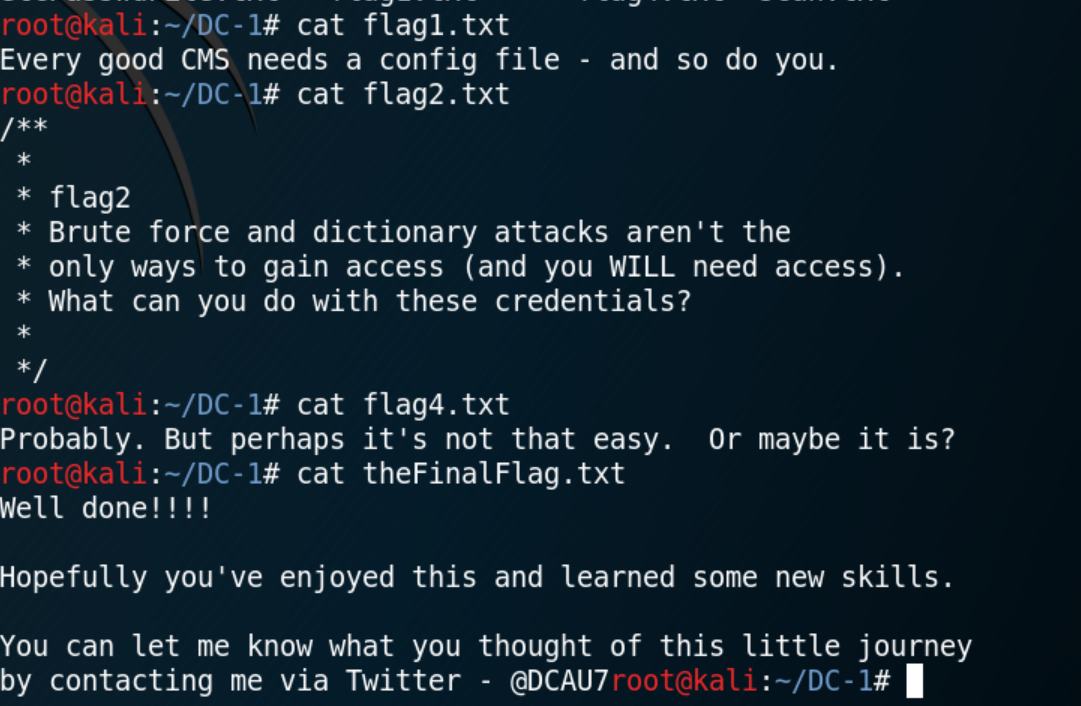 root@kali:~/DC-1# cat flag1.txt
Every good CMS needs a config file - and so do you.
root@kali:~/DC-1# cat flag2.txt
/**
 *
 * flag2
 * Brute force and dictionary attacks aren't the
 * only ways to gain access (and you WILL need access).
 * What can you do with these credentials?
 *
 */
root@kali:~/DC-1# cat flag4.txt
Probably. But perhaps it's not that easy.  Or maybe it is?
root@kali:~/DC-1# cat theFinalFlag.txt
Well done!!!!

Hopefully you've enjoyed this and learned some new skills.

You can let me know what you thought of this little journey
by contacting me via Twitter - @DCAU7root@kali:~/DC-1#